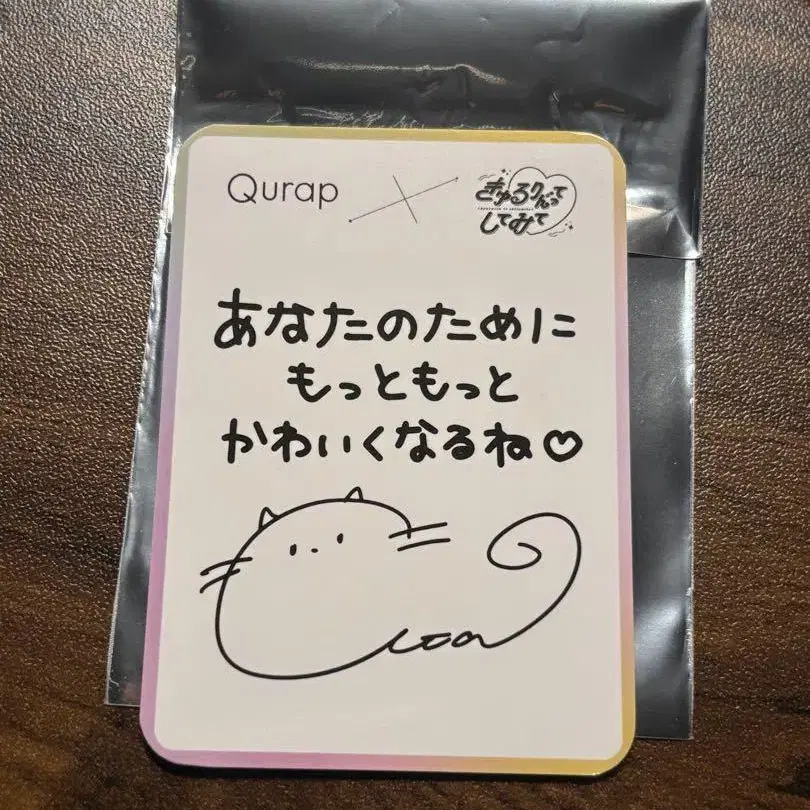 Qurap
きゅるりんって
してみて
あなたのために
もっともっと
かわいくなるね♡